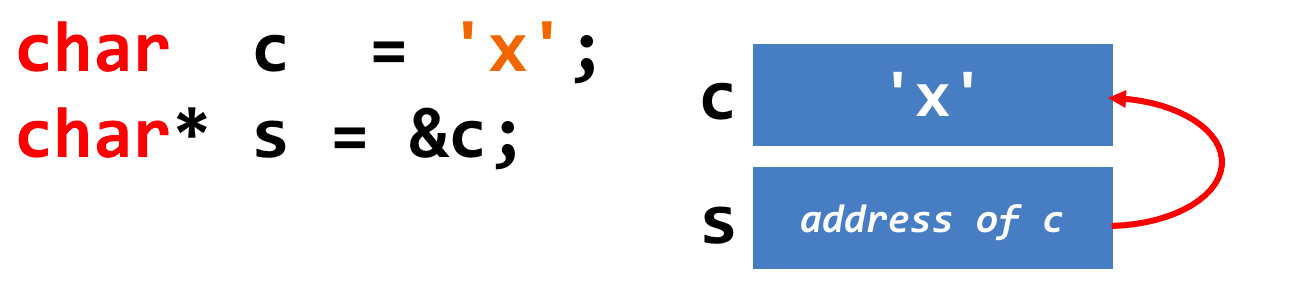 char  c  = 'x';
char* s = &c;
c 'x'
s address of c